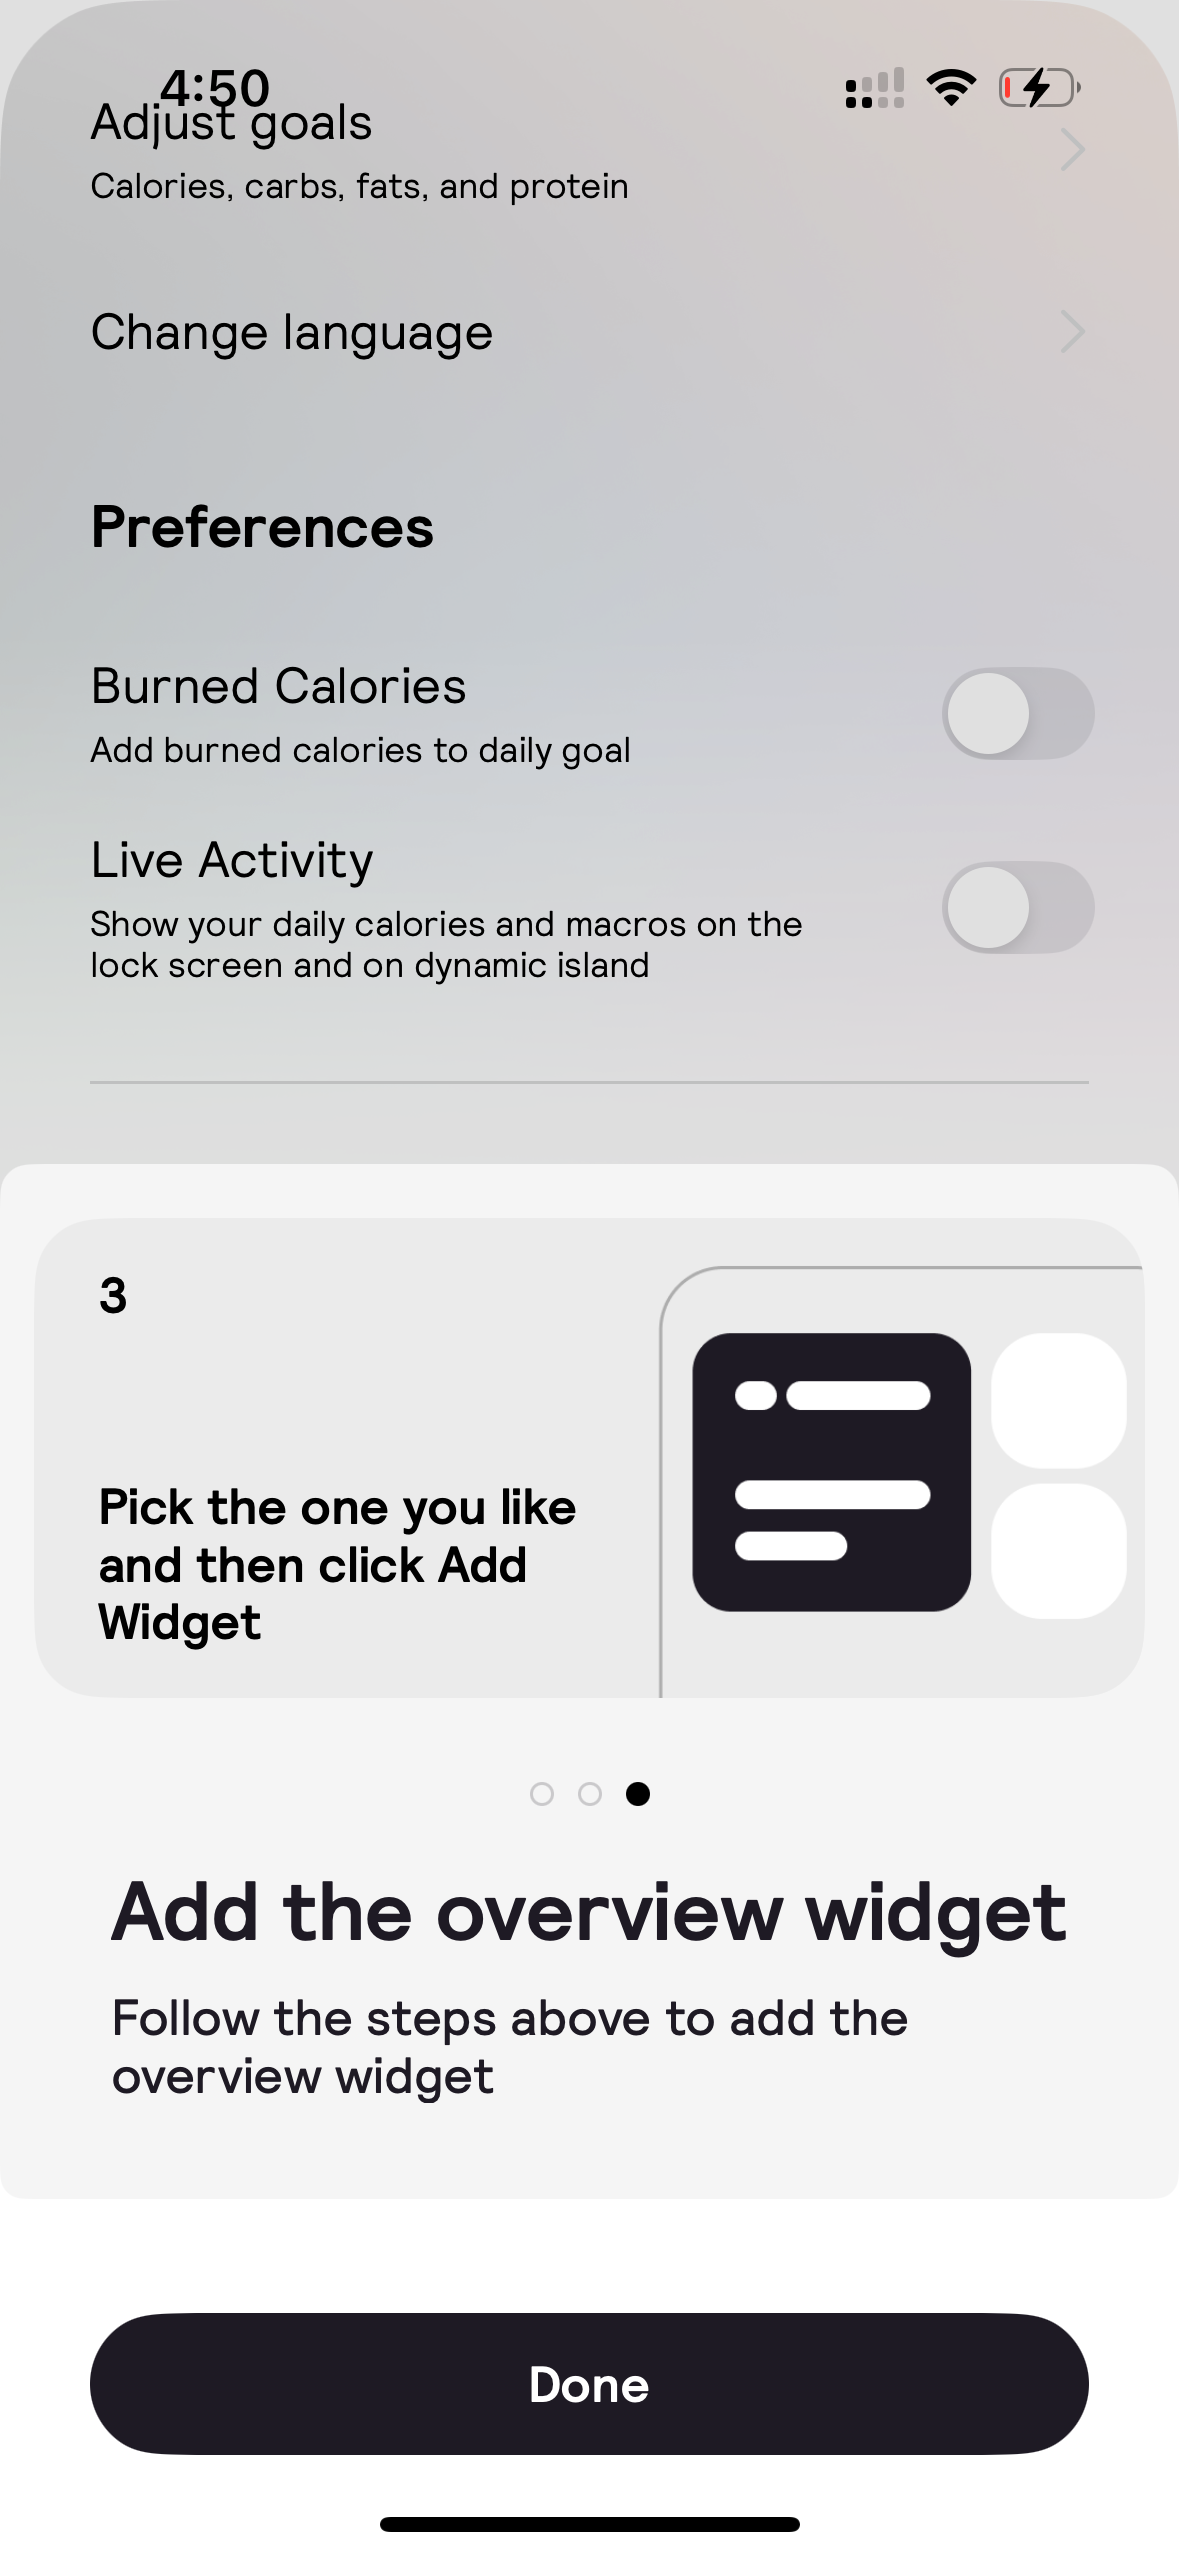 4:50
Adjust goals
Calories, carbs, fats, and protein
Change language
Preferences
Burned Calories
Add burned calories to daily goal
Live Activity
Show your daily calories and macros on the
lock screen and on dynamic island
3
Pick the one you like
and then click Add
Widget
Add the overview widget
Follow the steps above to add the
overview widget
Done